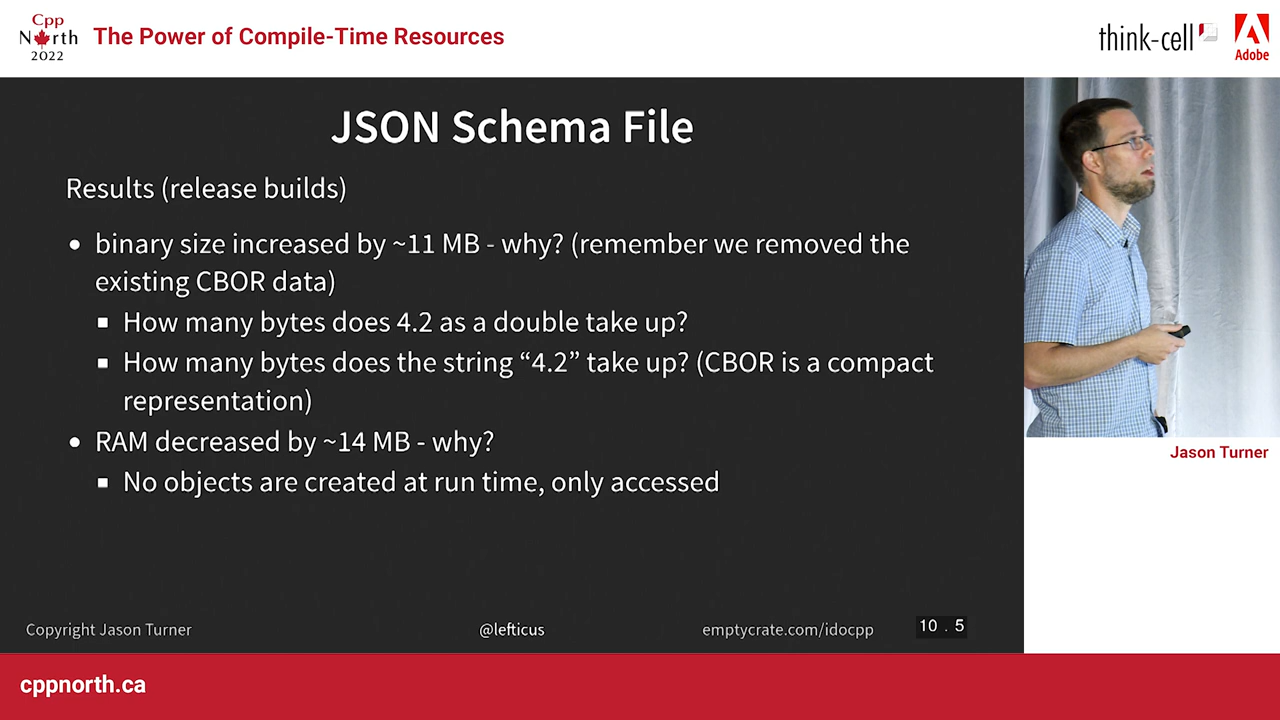 Cpp
North
2022
The Power of Compile-Time Resources
think-cell
Adobe
JSON Schema File
Results (release builds)
• binary size increased by ~11 MB - why? (remember we removed the
existing CBOR data)
▪ How many bytes does 4.2 as a double take up?
▪ How many bytes does the string “4.2” take up? (CBOR is a compact
representation)
• RAM decreased by ~14 MB - why?
▪ No objects are created at run time, only accessed
Jason Turner
Copyright Jason Turner
@lefticus
emptycrate.com/idocpp
10 . 5
cppnorth.ca